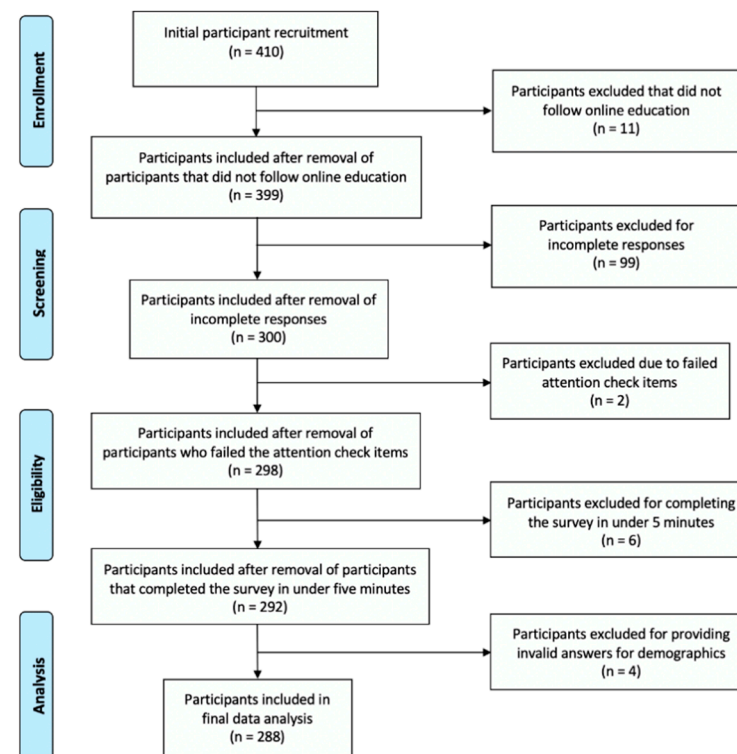 Enrollment
Initial participant recruitment
(n = 410)
Participants excluded that did not
follow online education
(n = 11)
Participants included after removal of
participants that did not follow online education
(n = 399)
Screening
Participants excluded for
incomplete responses
(n = 99)
Participants included after removal of
incomplete responses
(n = 300)
Participants excluded due to failed
attention check items
(n = 2)
Eligibility
Participants included after removal of
participants who failed the attention check items
(n = 298)
Participants excluded for completing
the survey in under 5 minutes
(n = 6)
Participants included after removal of participants
that completed the survey in under five minutes
(n = 292)
Analysis
Participants excluded for providing
invalid answers for demographics
(n = 4)
Participants included in
final data analysis
(n = 288)